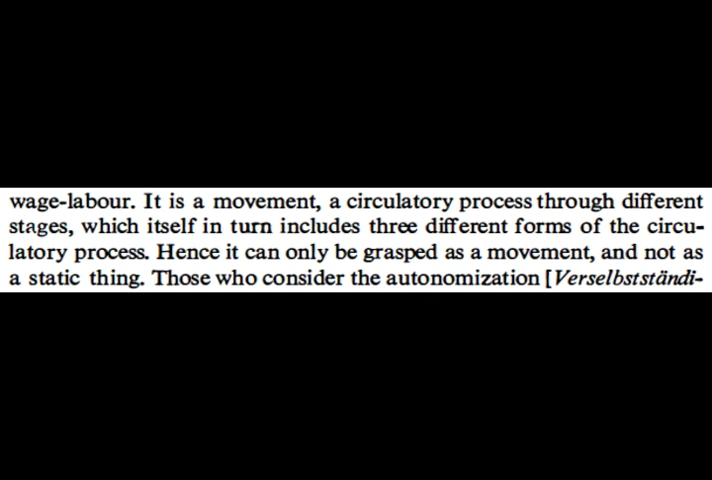 wage-labour. It is a movement, a circulatory process through different
stages, which itself in turn includes three different forms of the circu-
latory process. Hence it can only be grasped as a movement, and not as
a static thing. Those who consider the autonomization [Verselbstständi-